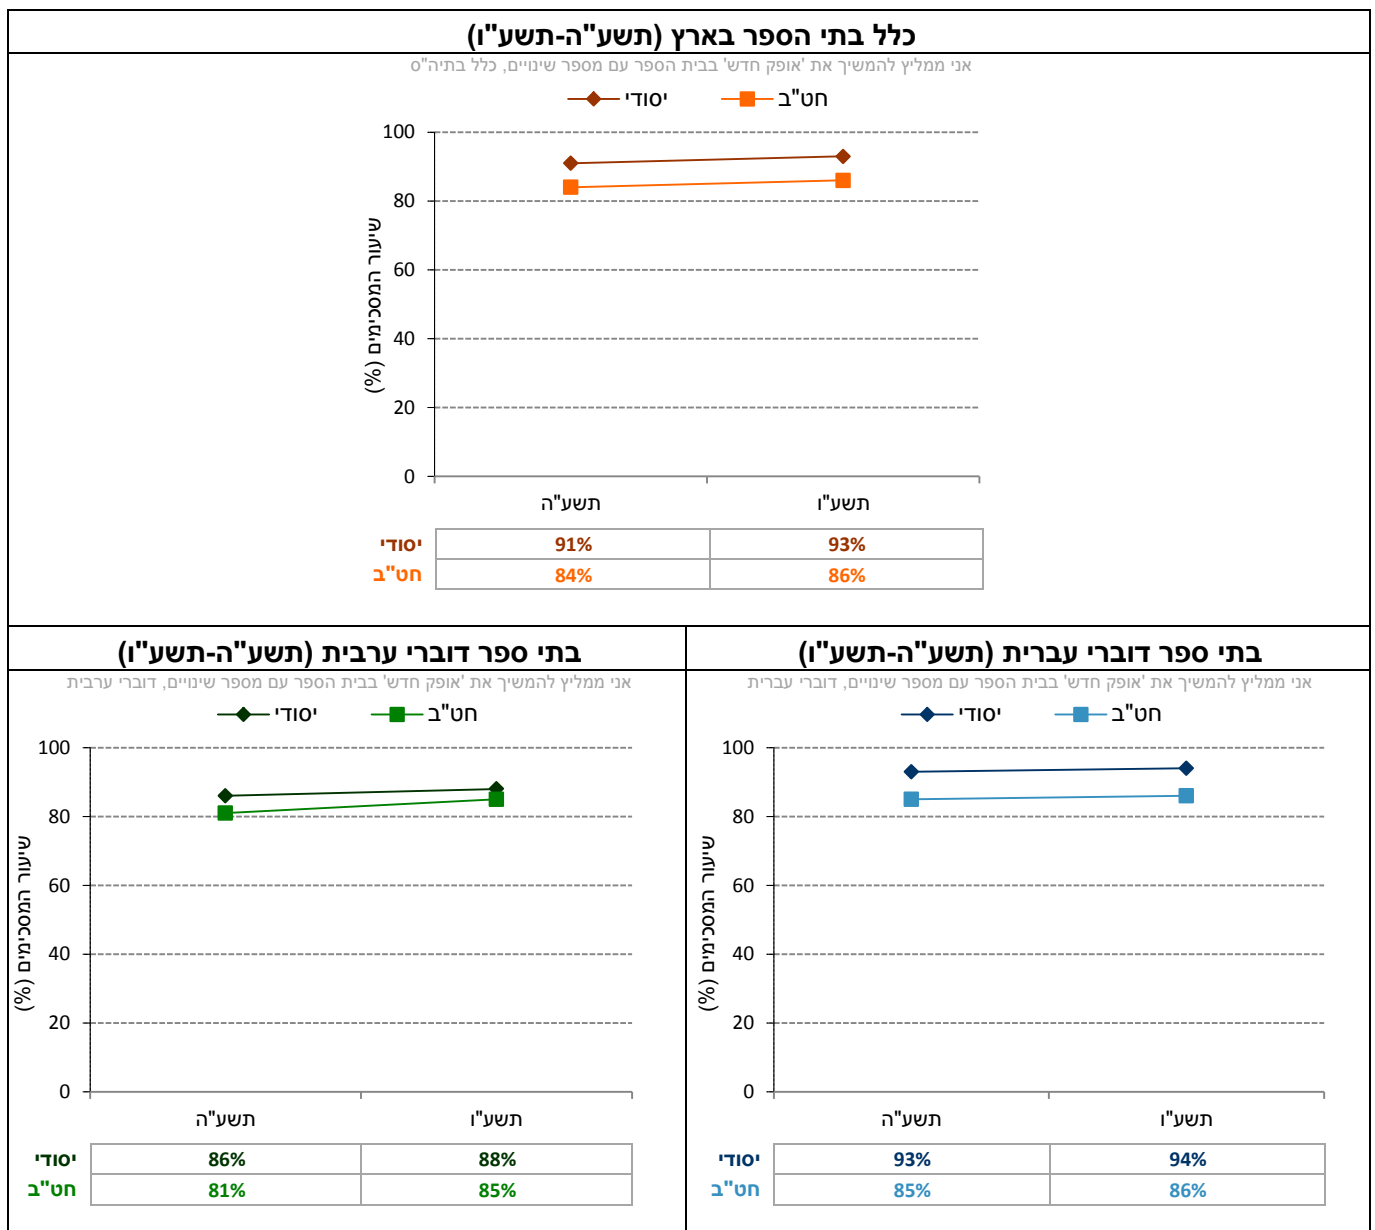 כלל בתי הספר בארץ (תשע"ה-תשע"ו)
אני ממליץ להמשיך את 'אופק חדש' בבית הספר עם מספר שינויים, כלל בתיה"ס
יסודי חט"ב
שיעור המסכימים (%)
100
80
60
40
20
0
תשע"ה תשע"ו
יסודי 91% 93%
חט"ב 84% 86%
בתי ספר דוברי עברית (תשע"ה-תשע"ו)
אני ממליץ להמשיך את 'אופק חדש' בבית הספר עם מספר שינויים, דוברי עברית
יסודי חט"ב
שיעור המסכימים (%)
100
80
60
40
20
0
תשע"ה תשע"ו
יסודי 93% 94%
חט"ב 85% 86%
בתי ספר דוברי ערבית (תשע"ה-תשע"ו)
אני ממליץ להמשיך את 'אופק חדש' בבית הספר עם מספר שינויים, דוברי ערבית
יסודי חט"ב
שיעור המסכימים (%)
100
80
60
40
20
0
תשע"ה תשע"ו
יסודי 86% 88%
חט"ב 81% 85%